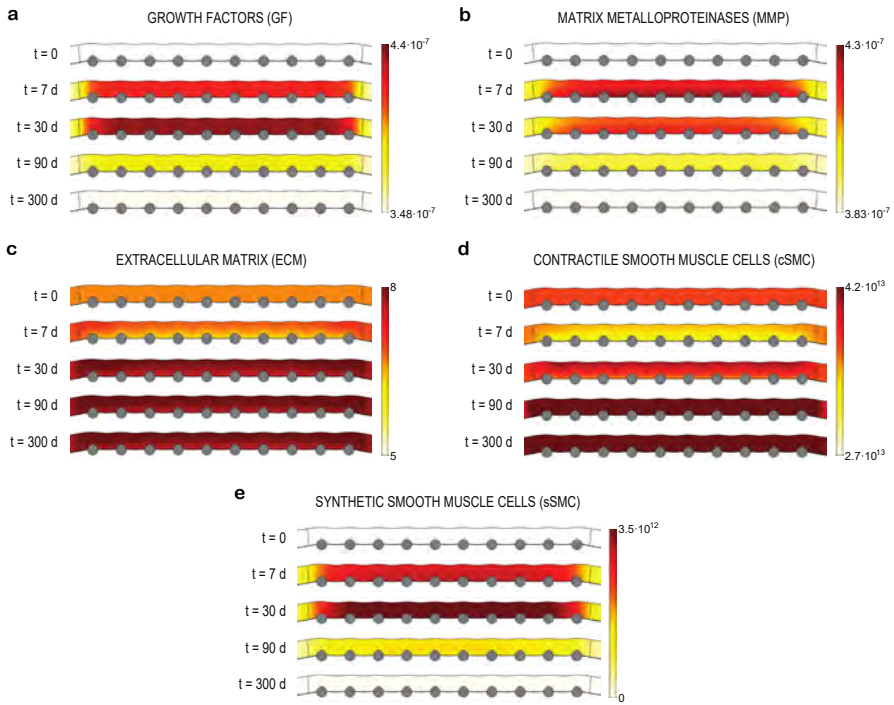 a
GROWTH FACTORS (GF)
4.4·10⁻⁷
t = 0
t = 7 d
t = 30 d
t = 90 d
t = 300 d
3.48·10⁻⁷
b
MATRIX METALLOPROTEINASES (MMP)
4.3·10⁻⁷
t = 0
t = 7 d
t = 30 d
t = 90 d
t = 300 d
3.83·10⁻⁷
c
EXTRACELLULAR MATRIX (ECM)
8
t = 0
t = 7 d
t = 30 d
t = 90 d
t = 300 d
5
d
CONTRACTILE SMOOTH MUSCLE CELLS (cSMC)
4.2·10¹³
t = 0
t = 7 d
t = 30 d
t = 90 d
t = 300 d
2.7·10¹³
e
SYNTHETIC SMOOTH MUSCLE CELLS (sSMC)
3.5·10¹²
t = 0
t = 7 d
t = 30 d
t = 90 d
t = 300 d
0